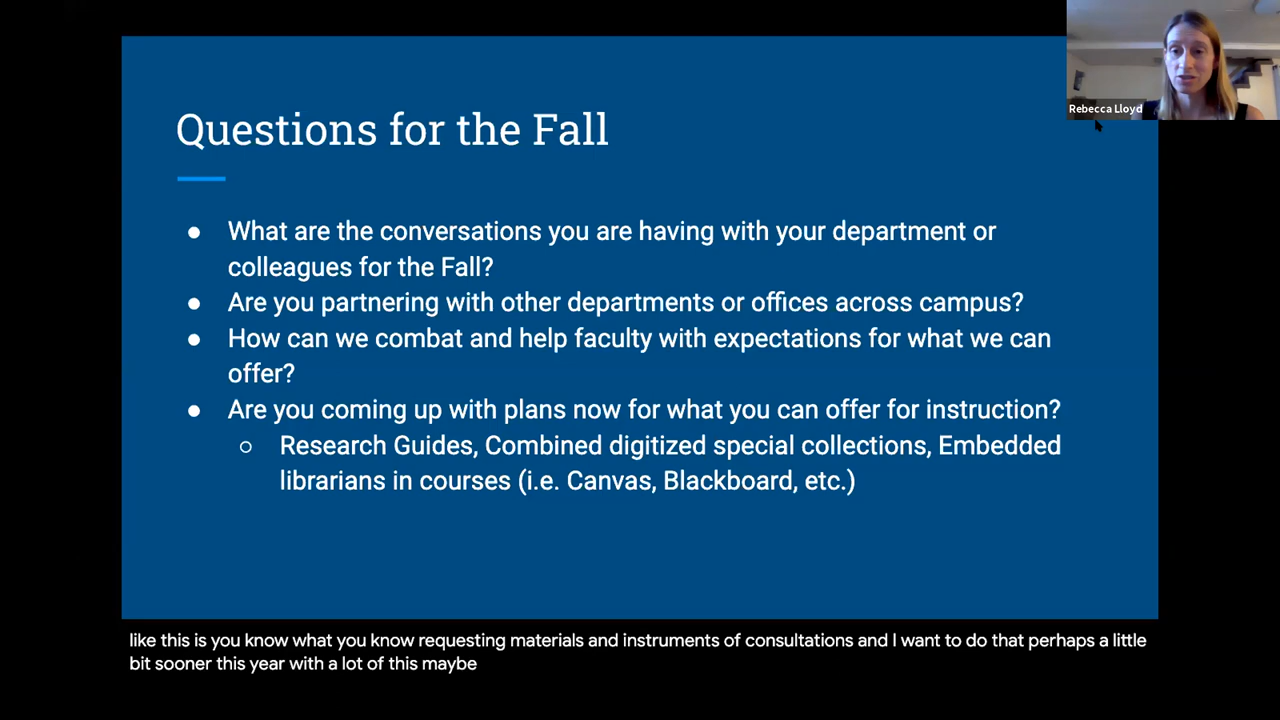 Rebecca Lloyd
Questions for the Fall
● What are the conversations you are having with your department or
colleagues for the Fall?
● Are you partnering with other departments or offices across campus?
● How can we combat and help faculty with expectations for what we can
offer?
● Are you coming up with plans now for what you can offer for instruction?
○ Research Guides, Combined digitized special collections, Embedded
librarians in courses (i.e. Canvas, Blackboard, etc.)
like this is you know what you know requesting materials and instruments of consultations and I want to do that perhaps a little
bit sooner this year with a lot of this maybe